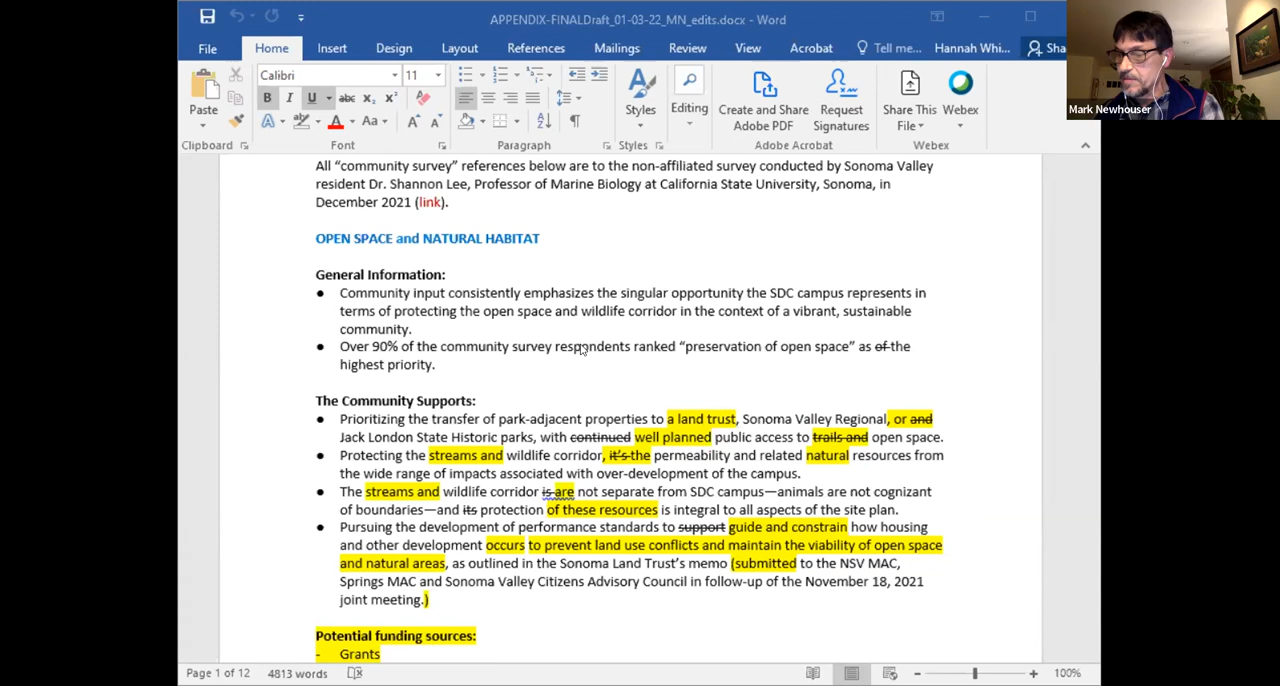 APPENDIX-FINALDraft_01-03-22_MN_edits.docx - Word
File Home Insert Design Layout References Mailings Review View Acrobat Tell me... Hannah Whi... Sha
Mark Newhouser
Calibri 11
Paste
B I U abc x₂ x²
A aby A Aa A A
Styles
Editing
Create and Share
Adobe PDF
Request
Signatures
Share This
File
Webex
Clipboard Font Paragraph Styles Adobe Acrobat Webex
All “community survey” references below are to the non-affiliated survey conducted by Sonoma Valley
resident Dr. Shannon Lee, Professor of Marine Biology at California State University, Sonoma, in
December 2021 (link).
OPEN SPACE and NATURAL HABITAT
General Information:
● Community input consistently emphasizes the singular opportunity the SDC campus represents in
terms of protecting the open space and wildlife corridor in the context of a vibrant, sustainable
community.
● Over 90% of the community survey respondents ranked “preservation of open space” as of the
highest priority.
The Community Supports:
● Prioritizing the transfer of park-adjacent properties to a land trust, Sonoma Valley Regional, or and
Jack London State Historic parks, with continued well planned public access to trails and open space.
● Protecting the streams and wildlife corridor, it’s the permeability and related natural resources from
the wide range of impacts associated with over-development of the campus.
● The streams and wildlife corridor is are not separate from SDC campus—animals are not cognizant
of boundaries—and its protection of these resources is integral to all aspects of the site plan.
● Pursuing the development of performance standards to support guide and constrain how housing
and other development occurs to prevent land use conflicts and maintain the viability of open space
and natural areas, as outlined in the Sonoma Land Trust’s memo (submitted to the NSV MAC,
Springs MAC and Sonoma Valley Citizens Advisory Council in follow-up of the November 18, 2021
joint meeting.)
Potential funding sources:
- Grants
Page 1 of 12 4813 words 100%